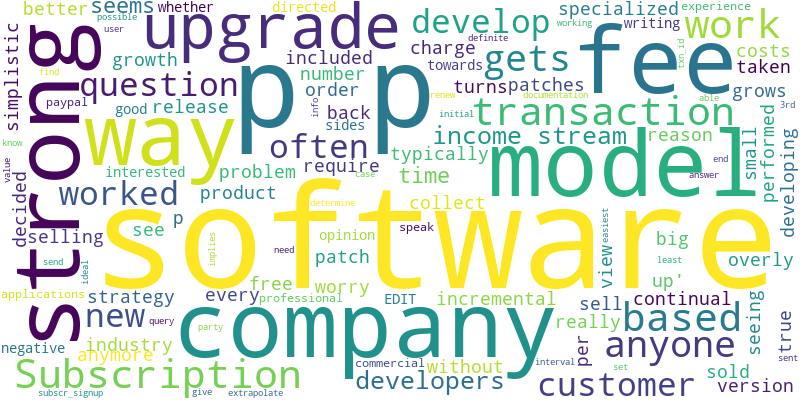 possible
whether
directed
specialized
experience
better
seems
upgrade
develop
fee
work
working
writing
user
definite
growth
included
charge
gets
towards
costs
txn_id
simplistic
strong
question
number
turns
patches
taken
find
p p
renew
documentation
grows
paypal
order
info
transaction
able
3rd
good
release
back
initial
way
often
sides
income stream
reason
small
performed
developing
know
interested
require
typically
model
end
value
problem
time
case
answer
decided
worked
product
collect
software
determine
selling
see
p
speak
easiest
view
big
seeing
true
implies
opinion
need
patch
least
overly
send
ideal
free
worry
up'
applications
strategy
every
professional
EDIT
incremental
sell
continual
new
company
really
based
query
per
industry
without
anyone
negative
anymore
party
commercial
interval
set
sold
sent
Subscription
developers
customer
version
subscr_signup
give
extrapolate